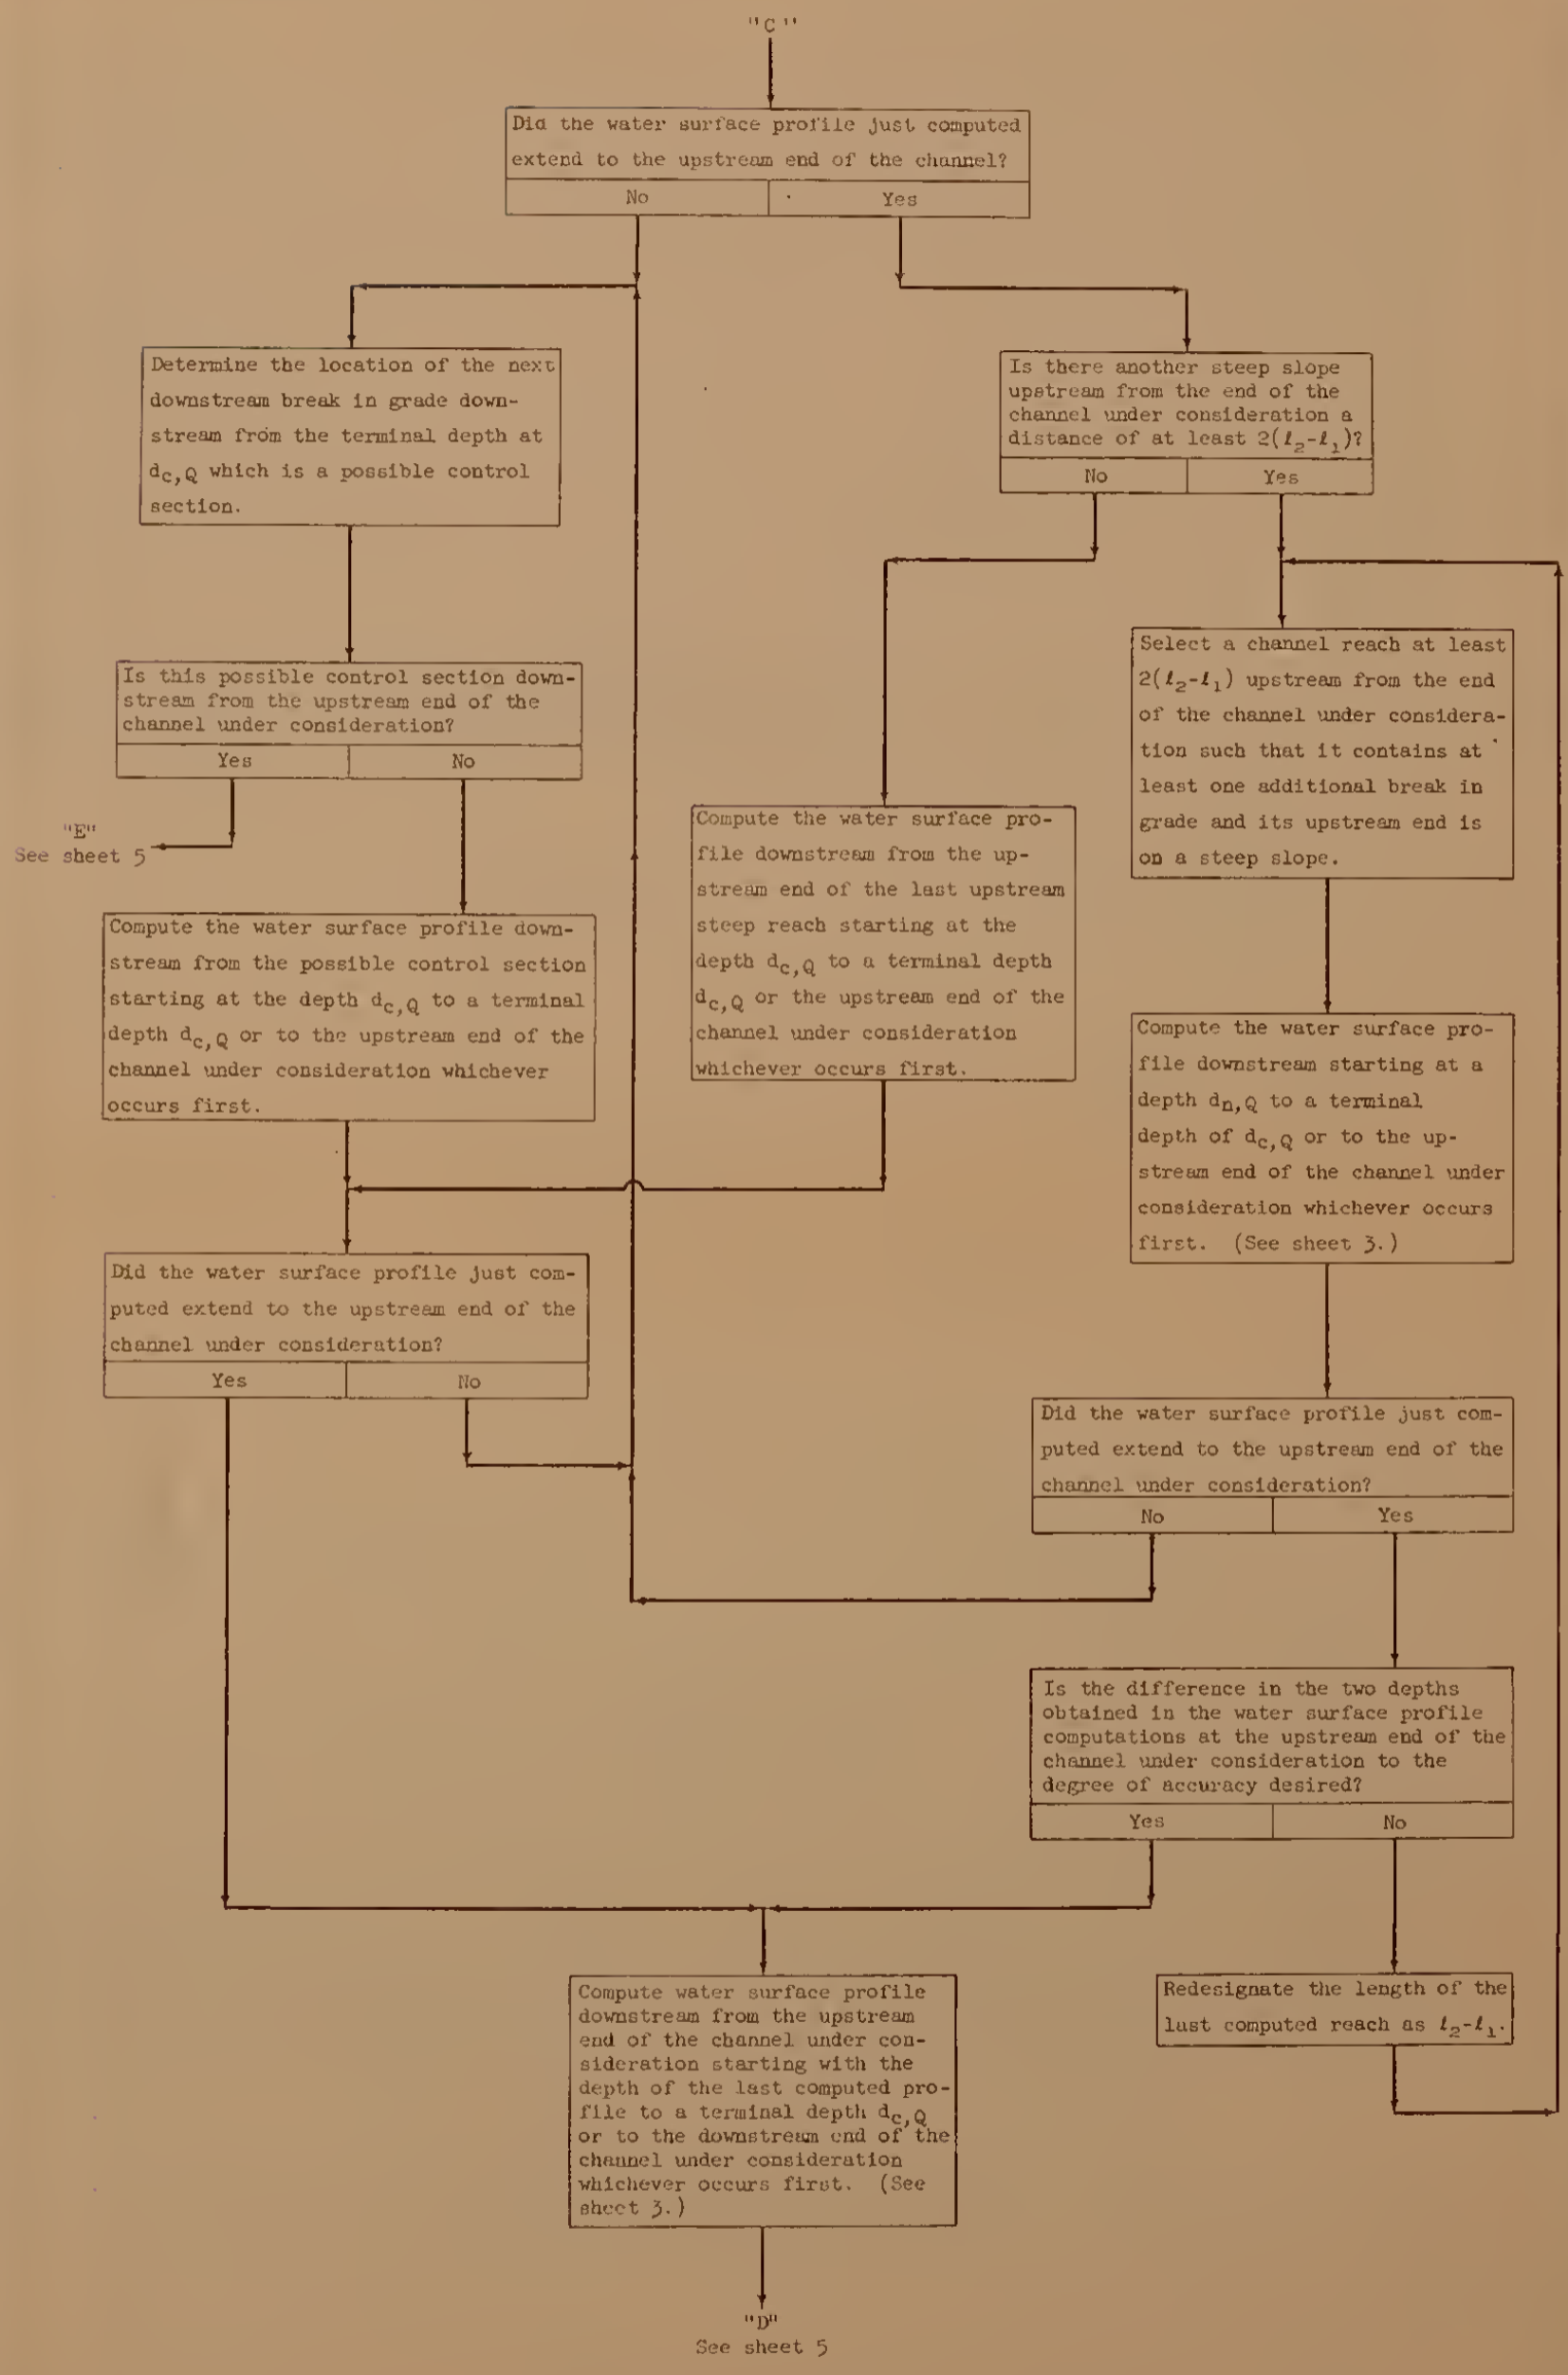 "C"
Did the water surface profile just computed
extend to the upstream end of the channel?
No
Yes
Determine the location of the next
downstream break in grade down-
stream from the terminal depth at
dc,Q which is a possible control
section.
Is there another steep slope
upstream from the end of the
channel under consideration a
distance of at least 2(ℓ2-ℓ1)?
No
Yes
Is this possible control section down-
stream from the upstream end of the
channel under consideration?
Yes
No
"E"
See sheet 5
Select a channel reach at least
2(ℓ2-ℓ1) upstream from the end
of the channel under considera-
tion such that it contains at
least one additional break in
grade and its upstream end is
on a steep slope.
Compute the water surface pro-
file downstream from the up-
stream end of the last upstream
steep reach starting at the
depth dc,Q to a terminal depth
dc,Q or the upstream end of the
channel under consideration
whichever occurs first.
Compute the water surface profile down-
stream from the possible control section
starting at the depth dc,Q to a terminal
depth dc,Q or to the upstream end of the
channel under consideration whichever
occurs first.
Compute the water surface pro-
file downstream starting at a
depth dn,Q to a terminal
depth of dc,Q or to the up-
stream end of the channel under
consideration whichever occurs
first. (See sheet 3.)
Did the water surface profile just com-
puted extend to the upstream end of the
channel under consideration?
Yes
No
Did the water surface profile just com-
puted extend to the upstream end of the
channel under consideration?
No
Yes
Is the difference in the two depths
obtained in the water surface profile
computations at the upstream end of the
channel under consideration to the
degree of accuracy desired?
Yes
No
Compute water surface profile
downstream from the upstream
end of the channel under con-
sideration starting with the
depth of the last computed pro-
file to a terminal depth dc,Q
or to the downstream end of the
channel under consideration
whichever occurs first. (See
sheet 3.)
Redesignate the length of the
last computed reach as ℓ2-ℓ1.
"D"
See sheet 5